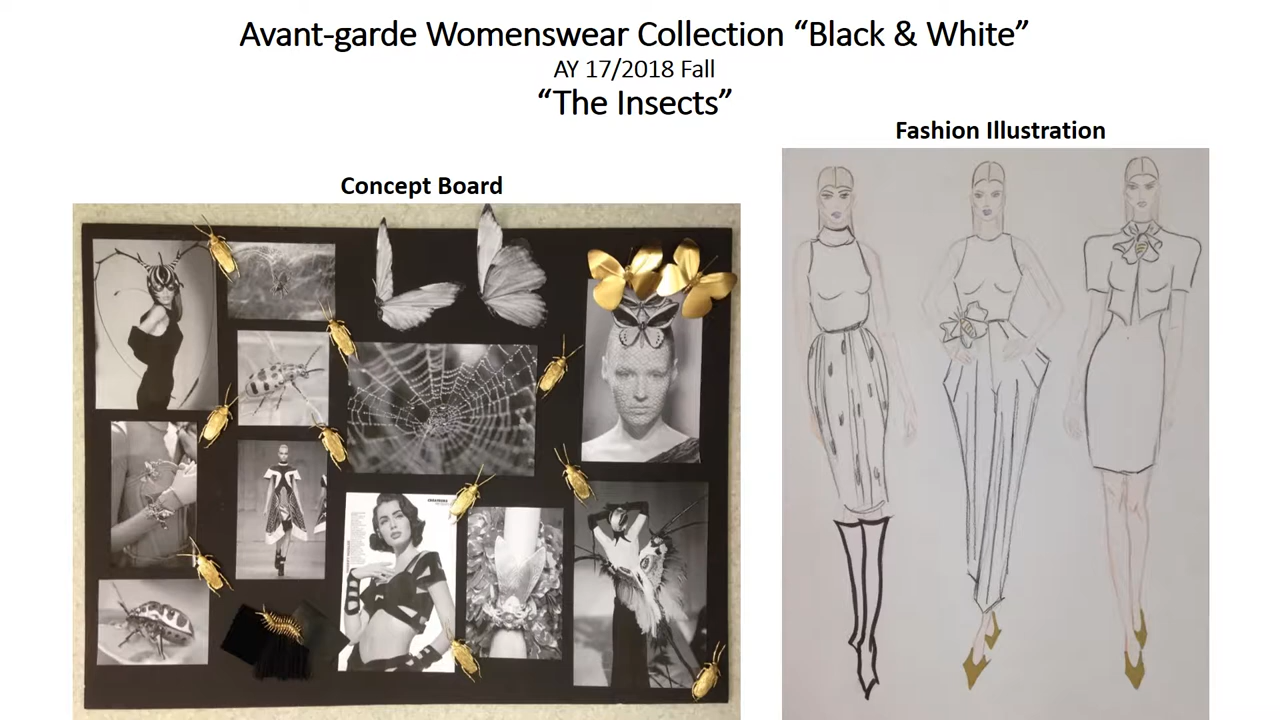 Avant-garde Womenswear Collection “Black & White”
AY 17/2018 Fall
“The Insects”
Fashion Illustration
Concept Board